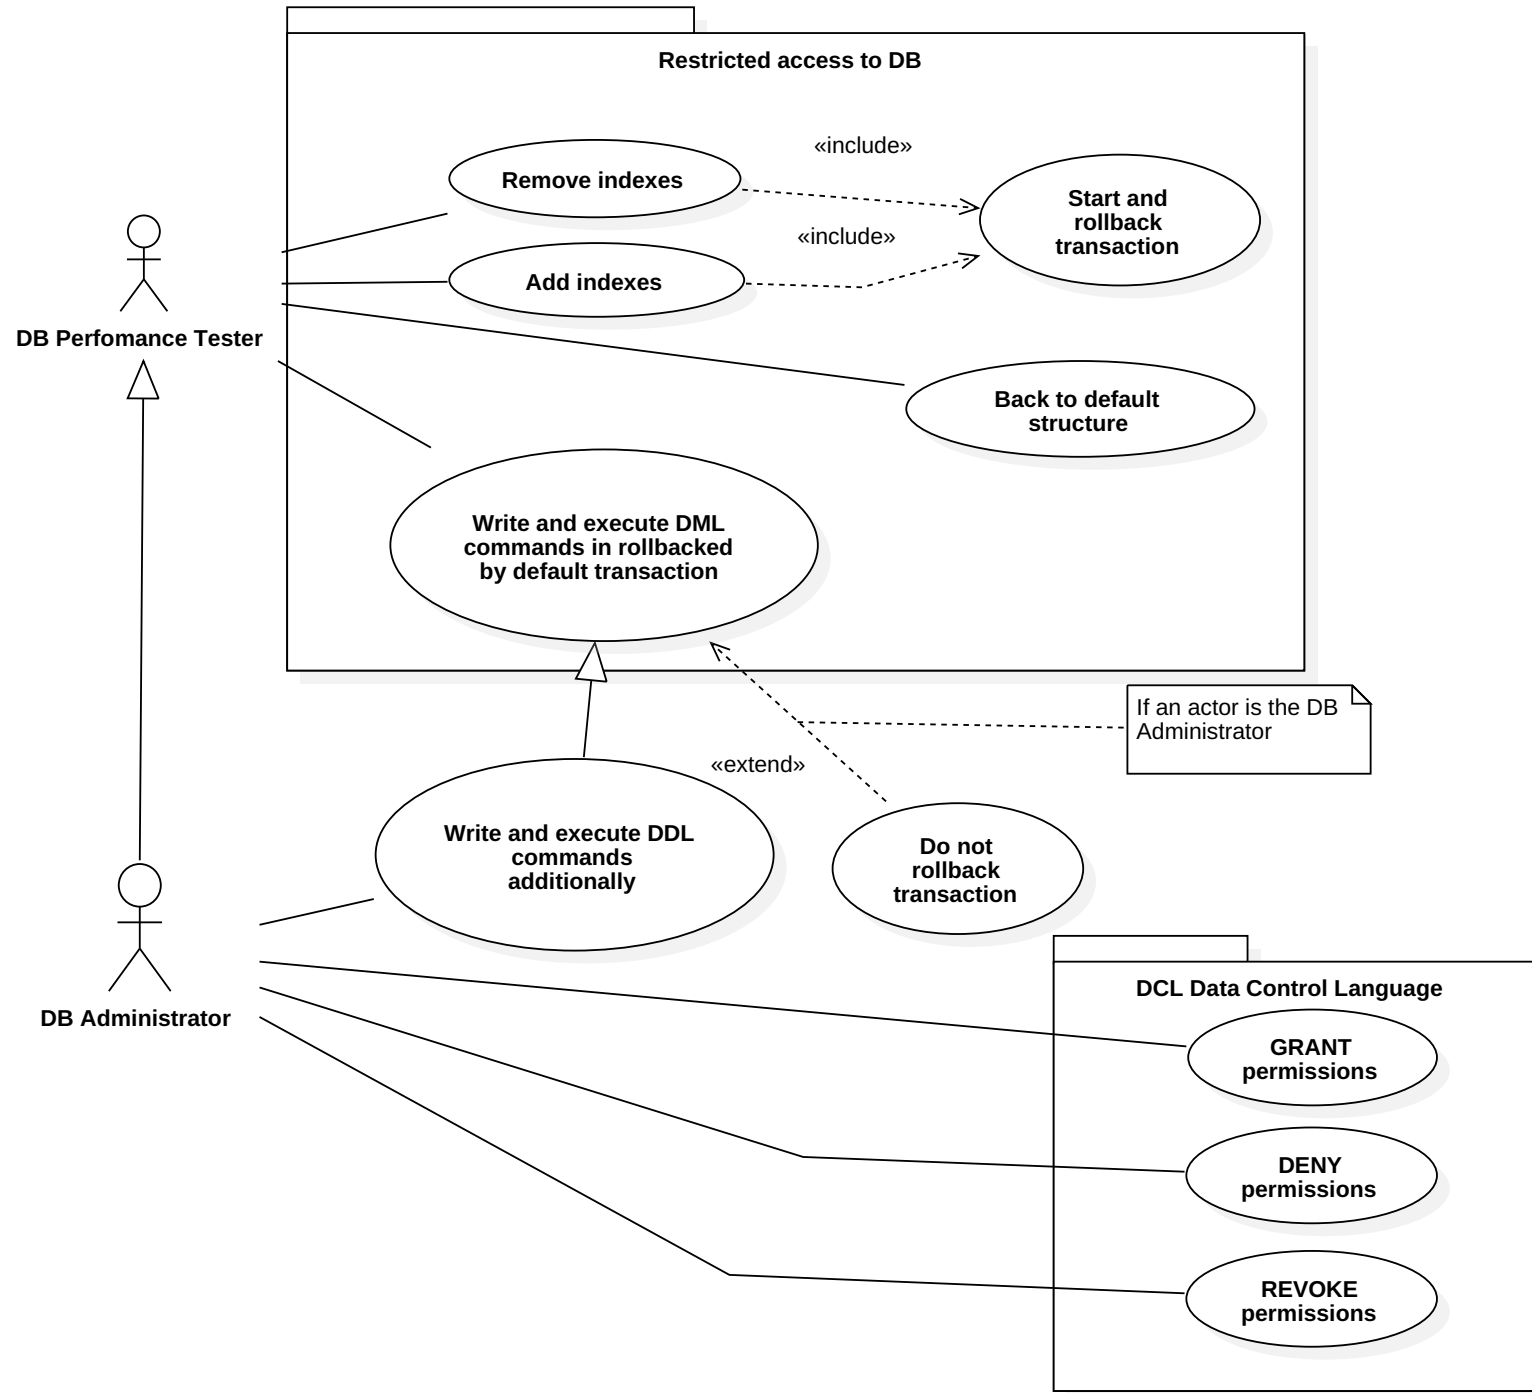 Restricted access to DB
«include»
Remove indexes
Start and
rollback
transaction
«include»
Add indexes
DB Perfomance Tester
Back to default
structure
Write and execute DML
commands in rollbacked
by default transaction
If an actor is the DB
Administrator
«extend»
Write and execute DDL
commands
additionally
Do not
rollback
transaction
DB Administrator
DCL Data Control Language
GRANT
permissions
DENY
permissions
REVOKE
permissions